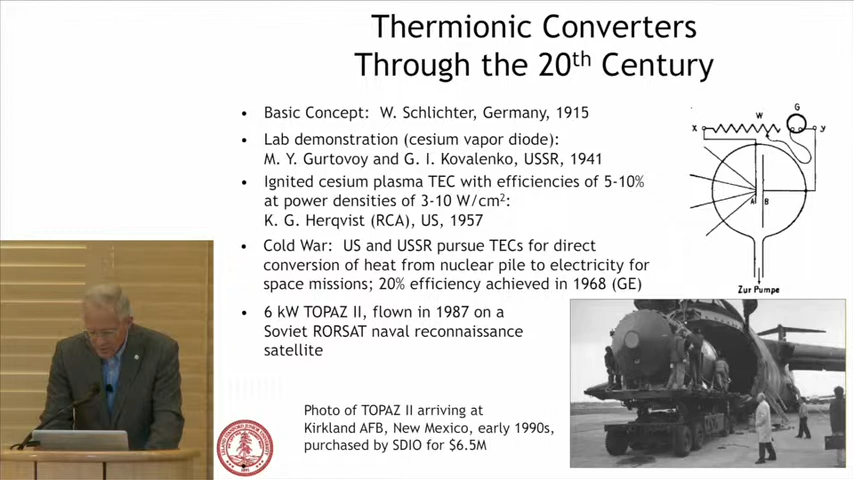 Thermionic Converters
Through the 20th Century
• Basic Concept: W. Schlichter, Germany, 1915
• Lab demonstration (cesium vapor diode):
M. Y. Gurtovoy and G. I. Kovalenko, USSR, 1941
• Ignited cesium plasma TEC with efficiencies of 5-10%
at power densities of 3-10 W/cm²:
K. G. Herqvist (RCA), US, 1957
• Cold War: US and USSR pursue TECs for direct
conversion of heat from nuclear pile to electricity for
space missions; 20% efficiency achieved in 1968 (GE)
• 6 kW TOPAZ II, flown in 1987 on a
Soviet RORSAT naval reconnaissance
satellite
Photo of TOPAZ II arriving at
Kirkland AFB, New Mexico, early 1990s,
purchased by SDIO for $6.5M
G
W
X
y
A
B
Zur Pumpe